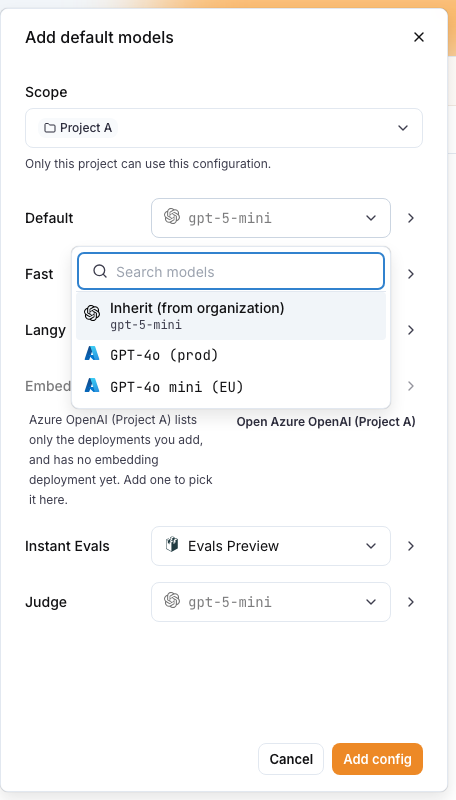 Add default models
Scope
Project A
Only this project can use this configuration.
Default
gpt-5-mini
Search models
Fast
Inherit (from organization)
gpt-5-mini
Langy
GPT-4o (prod)
GPT-4o mini (EU)
Embed
Azure OpenAI (Project A) lists
only the deployments you add,
and has no embedding
deployment yet. Add one to pick
it here.
Open Azure OpenAI (Project A)
Instant Evals
Evals Preview
Judge
gpt-5-mini
Cancel
Add config